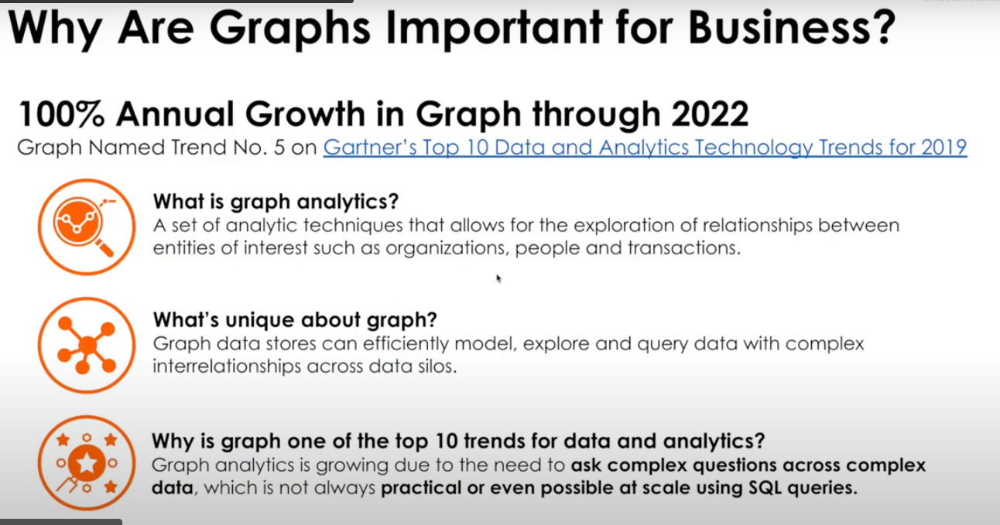 Why Are Graphs Important for Business?
100% Annual Growth in Graph through 2022
Graph Named Trend No. 5 on Gartner's Top 10 Data and Analytics Technology Trends for 2019
What is graph analytics?
A set of analytic techniques that allows for the exploration of relationships between
entities of interest such as organizations, people and transactions.
What's unique about graph?
Graph data stores can efficiently model, explore and query data with complex
interrelationships across data silos.
Why is graph one of the top 10 trends for data and analytics?
Graph analytics is growing due to the need to ask complex questions across complex
data, which is not always practical or even possible at scale using SQL queries.